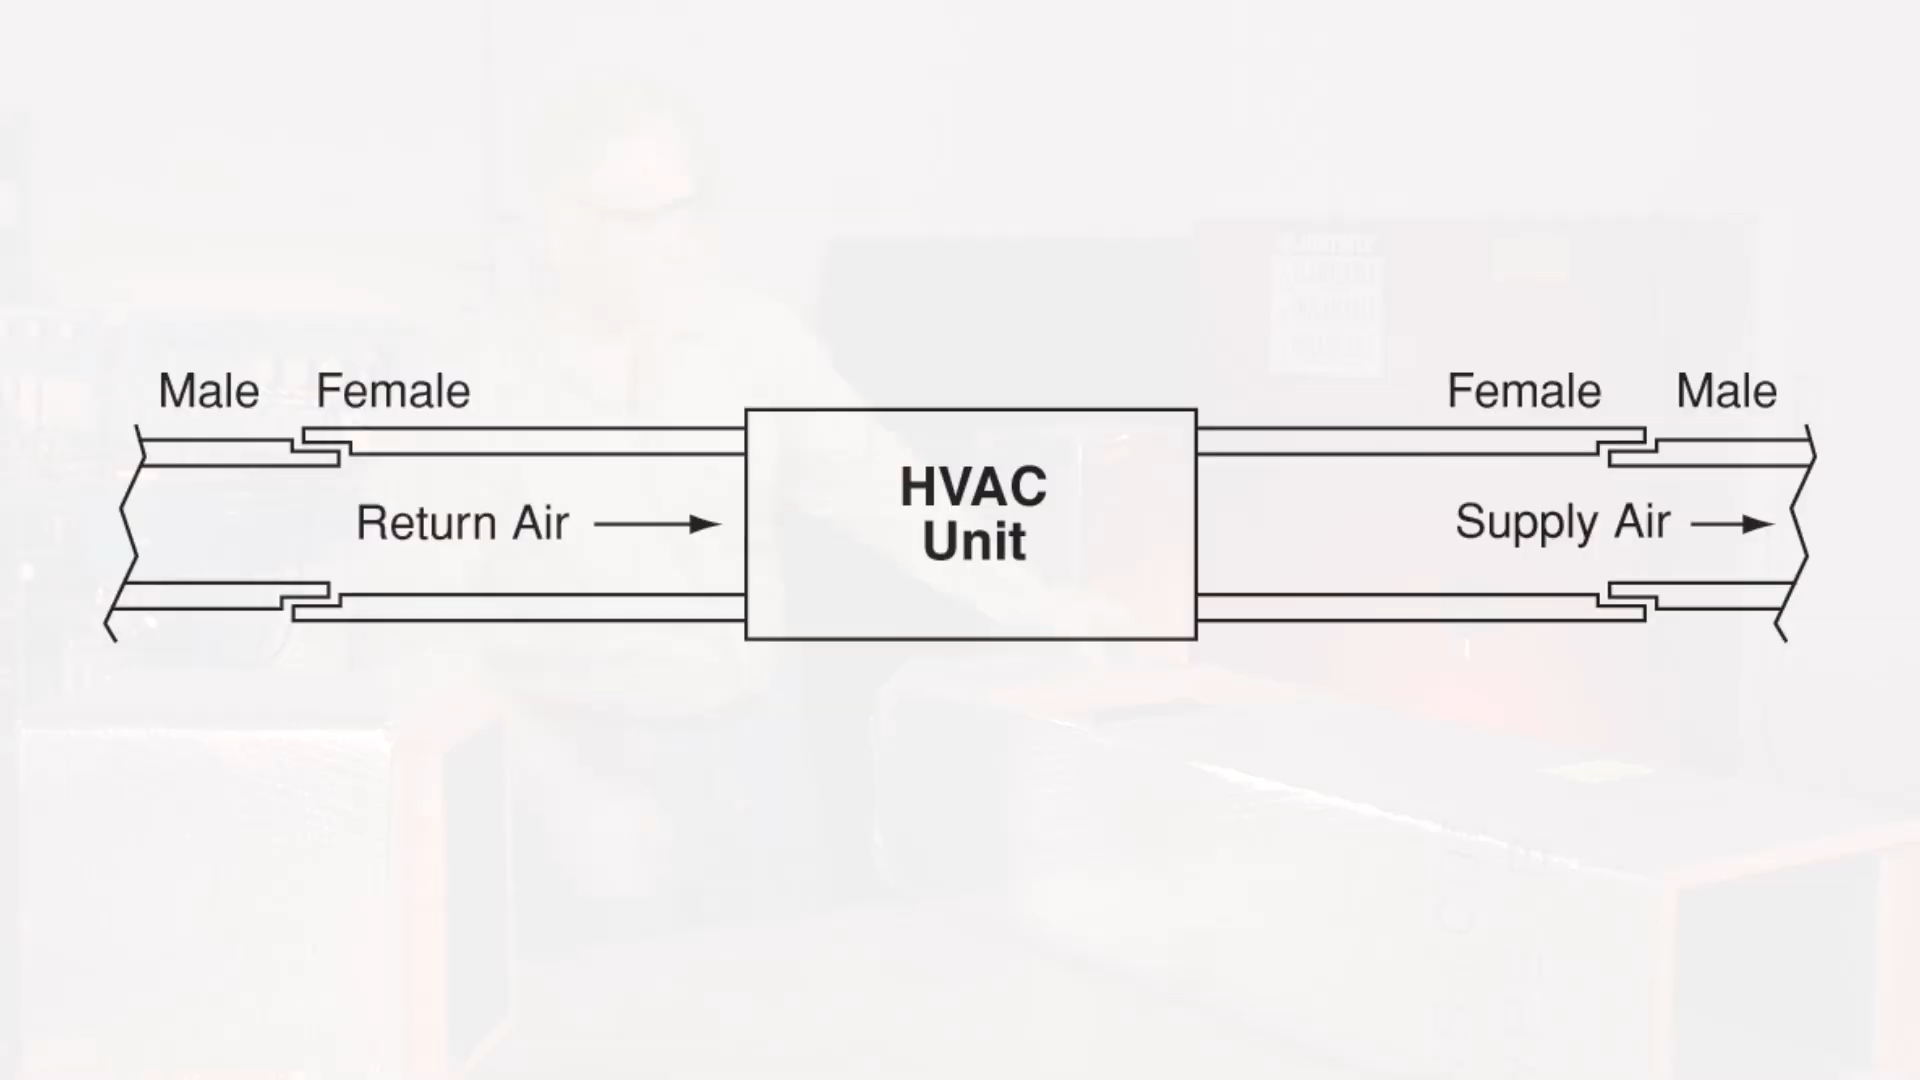 Male Female
Female Male
HVAC
Unit
Return Air
Supply Air